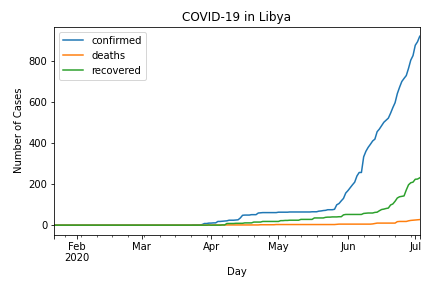 COVID-19 in Libya
confirmed
deaths
recovered
Number of Cases
800
600
400
200
0
Feb
2020
Mar
Apr
May
Jun
Jul
Day